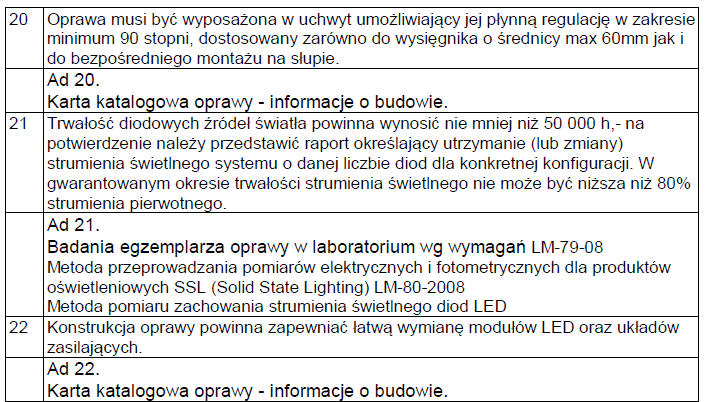 20 Oprawa musi być wyposażona w uchwyt umożliwiający jej płynną regulację w zakresie
minimum 90 stopni, dostosowany zarówno do wysięgnika o średnicy max 60mm jak i
do bezpośredniego montażu na słupie.
Ad 20.
Karta katalogowa oprawy - informacje o budowie.
21 Trwałość diodowych źródeł światła powinna wynosić nie mniej niż 50 000 h,- na
potwierdzenie należy przedstawić raport określający utrzymanie (lub zmiany)
strumienia świetlnego systemu o danej liczbie diod dla konkretnej konfiguracji. W
gwarantowanym okresie trwałości strumienia świetlnego nie może być niższa niż 80%
strumienia pierwotnego.
Ad 21.
Badania egzemplarza oprawy w laboratorium wg wymagań LM-79-08
Metoda przeprowadzania pomiarów elektrycznych i fotometrycznych dla produktów
oświetleniowych SSL (Solid State Lighting) LM-80-2008
Metoda pomiaru zachowania strumienia świetlnego diod LED
22 Konstrukcja oprawy powinna zapewniać łatwą wymianę modułów LED oraz układów
zasilających.
Ad 22.
Karta katalogowa oprawy - informacje o budowie.